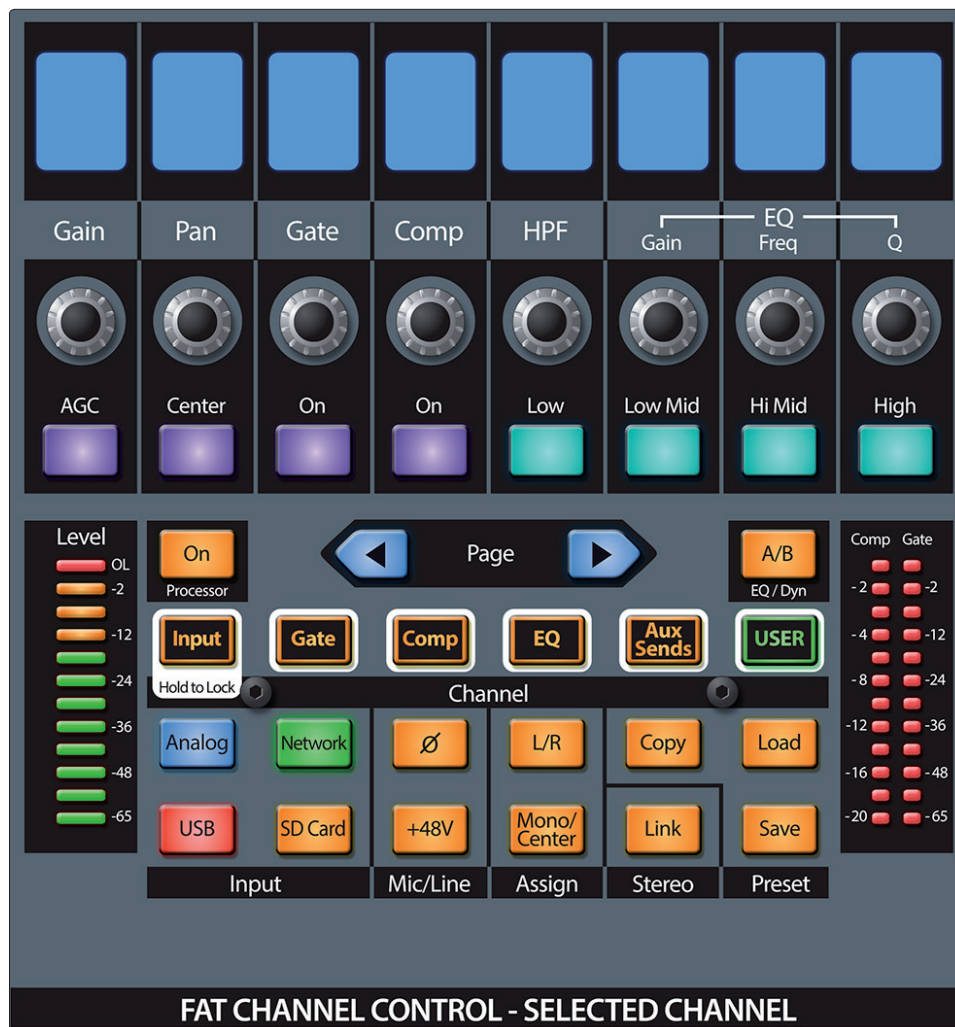 Gain Pan Gate Comp HPF EQ
Gain Freq Q
AGC Center On On Low Low Mid Hi Mid High
Level
OL
-2
-12
-24
-36
-48
-65
On
Processor
Page
A/B
EQ / Dyn
Comp Gate
-2 -2
-4 -12
-8 -24
-12 -36
-16 -48
-20 -65
Input Gate Comp EQ Aux Sends USER
Hold to Lock
Channel
Analog Network Ø L/R Copy Load
USB SD Card +48V Mono/ Center Link Save
Input Mic/Line Assign Stereo Preset
FAT CHANNEL CONTROL - SELECTED CHANNEL